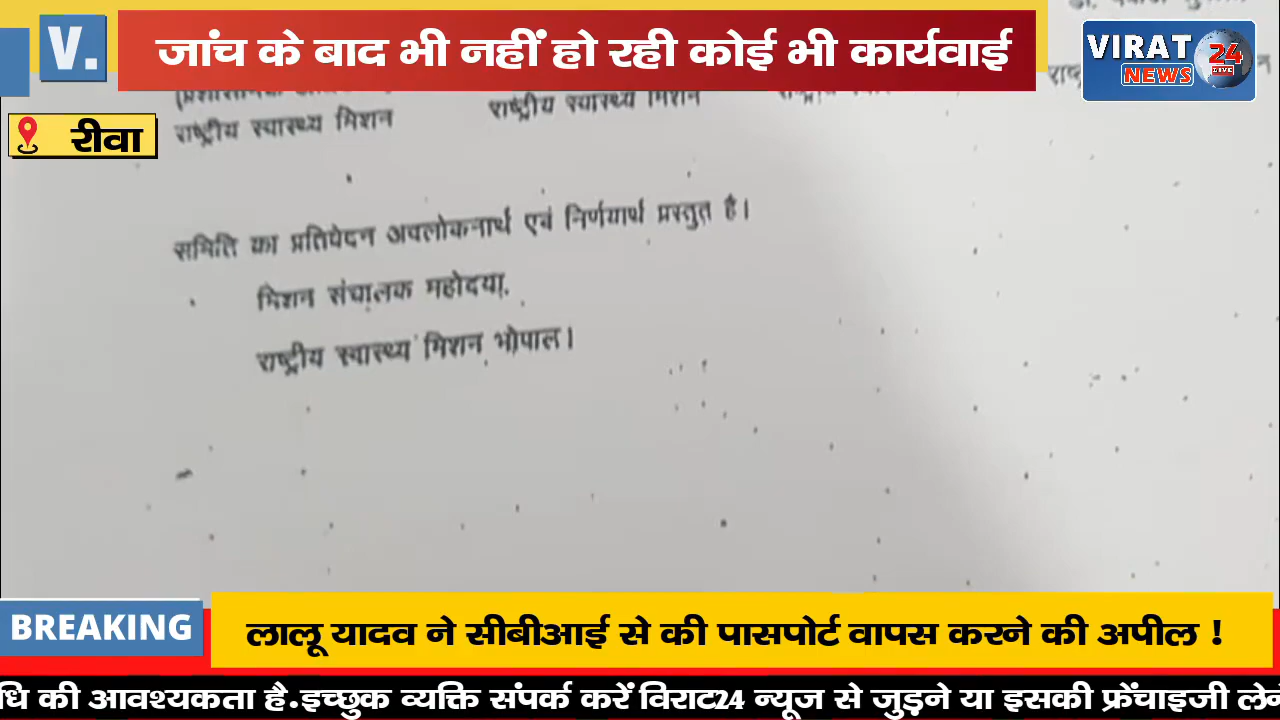 V.
जांच के बाद भी नहीं हो रही कोई भी कार्यवाई
VIRAT 24
NEWS LIVE
रीवा
राष्ट्रीय स्वास्थ्य मिशन
राष्ट्रीय स्वास्थ्य मिशन
समिति का प्रतिवेदन अवलोकनार्थ एवं निर्णयार्थ प्रस्तुत है।
मिशन संचालक महोदया,
राष्ट्रीय स्वास्थ्य मिशन भोपाल।
BREAKING
लालू यादव ने सीबीआई से की पासपोर्ट वापस करने की अपील !
धि की आवश्यकता है.इच्छुक व्यक्ति संपर्क करें विराट24 न्यूज से जुड़ने या इसकी फ्रेंचाइजी लेने